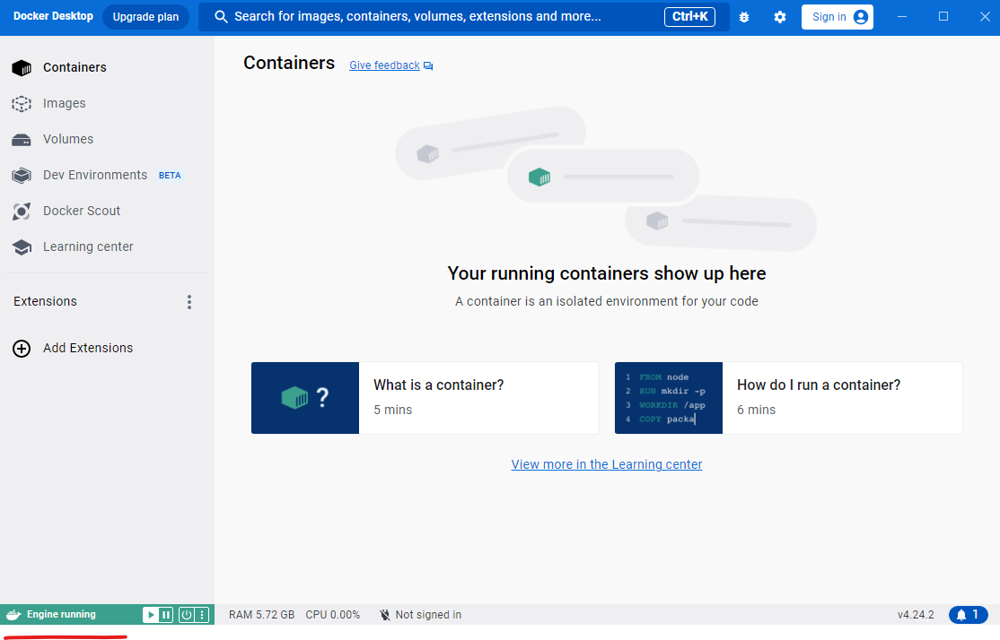 Docker Desktop Upgrade plan Search for images, containers, volumes, extensions and more... Ctrl+K Sign in
Containers
Images
Volumes
Dev Environments BETA
Docker Scout
Learning center
Extensions
Add Extensions
Containers Give feedback
Your running containers show up here
A container is an isolated environment for your code
?
What is a container?
5 mins
1 FROM node
2 RUN mkdir -p
3 WORKDIR /app
4 COPY packa
How do I run a container?
6 mins
View more in the Learning center
Engine running RAM 5.72 GB CPU 0.00% Not signed in v4.24.2 1